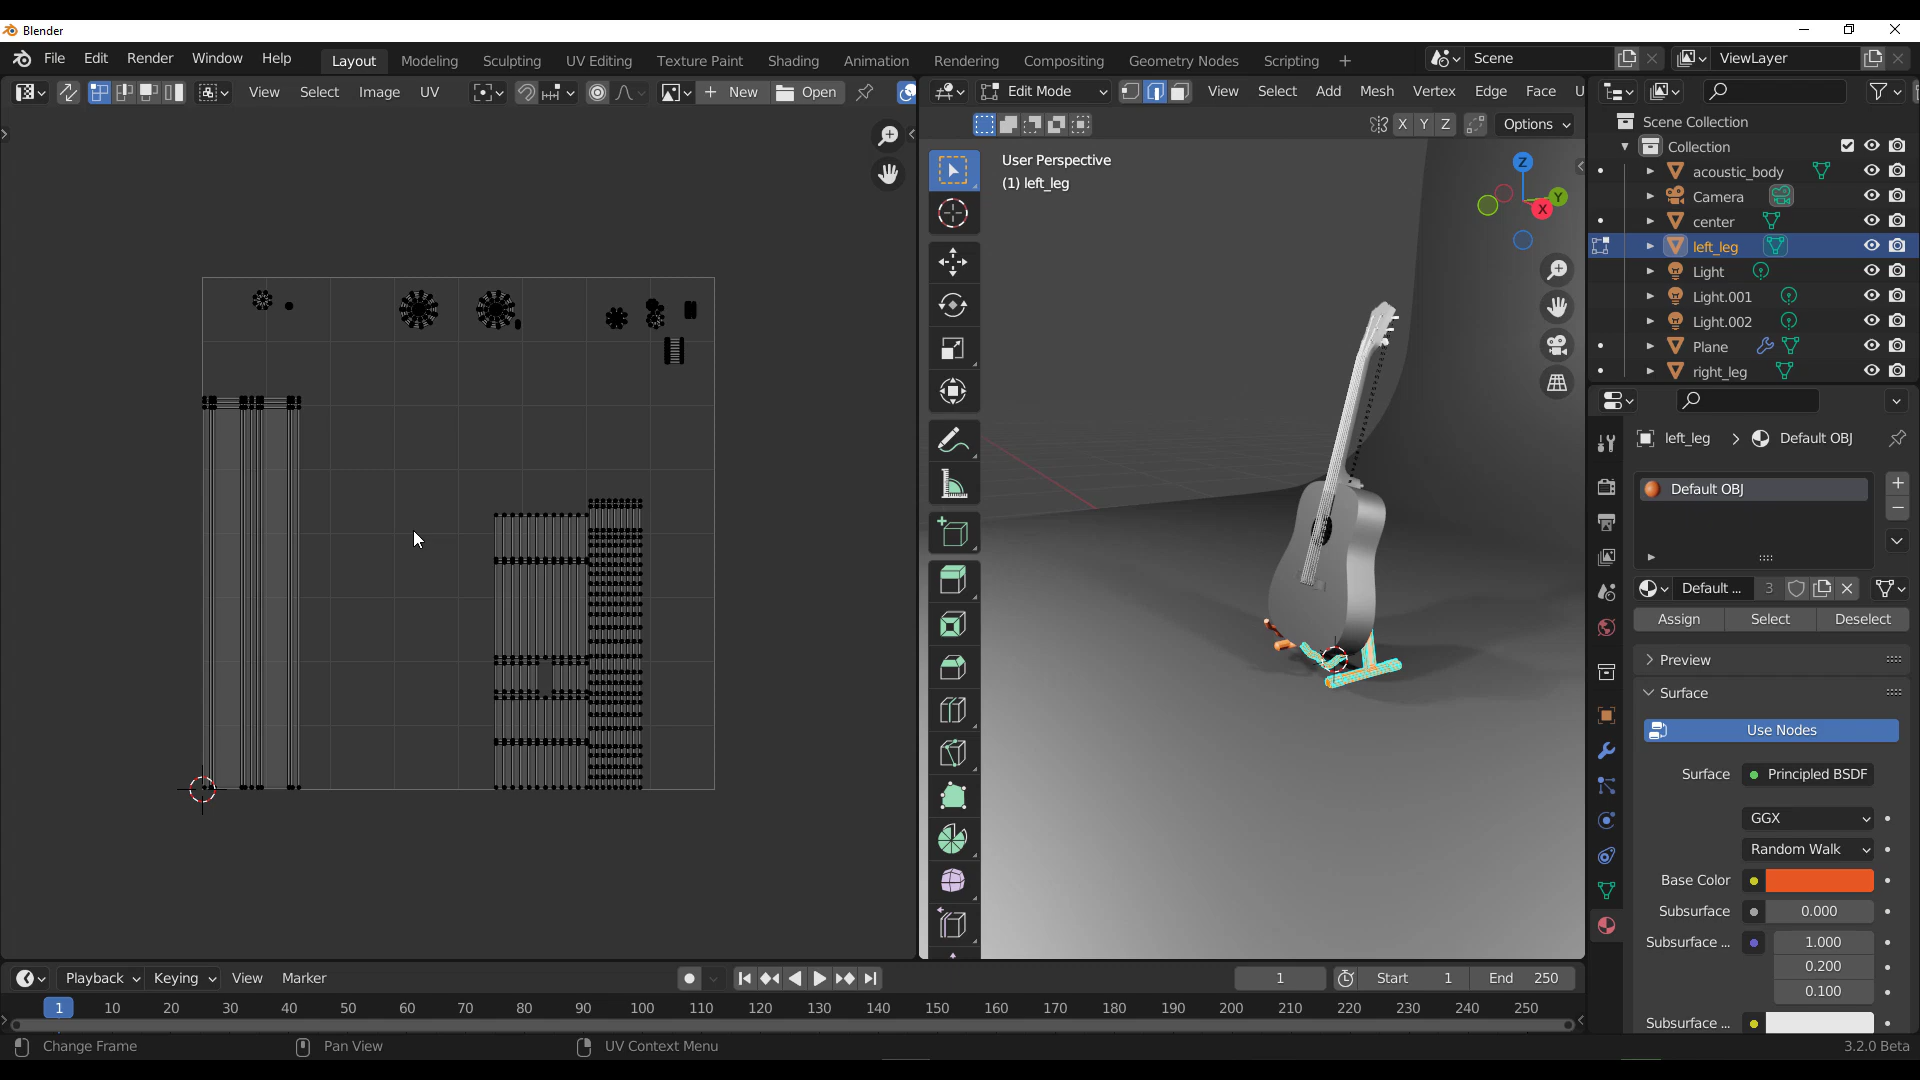 Blender
File Edit Render Window Help Layout Modeling Sculpting UV Editing Texture Paint Shading Animation Rendering Compositing Geometry Nodes Scripting + Scene ViewLayer
View Select Image UV New Open Edit Mode View Select Add Mesh Vertex Edge Face U
X Y Z Options
Scene Collection
Collection
User Perspective
(1) left_leg
Z
Y
X
acoustic_body
Camera
center
left_leg
Light
Light.001
Light.002
Plane
right_leg
left_leg Default OBJ
Default OBJ
Default ... 3
Assign Select Deselect
Preview
Surface
Use Nodes
Surface Principled BSDF
GGX
Random Walk
Base Color
Subsurface 0.000
Subsurface ... 1.000
0.200
0.100
Subsurface ...
Playback Keying View Marker 1 Start 1 End 250
1 10 20 30 40 50 60 70 80 90 100 110 120 130 140 150 160 170 180 190 200 210 220 230 240 250
Change Frame Pan View UV Context Menu 3.2.0 Beta